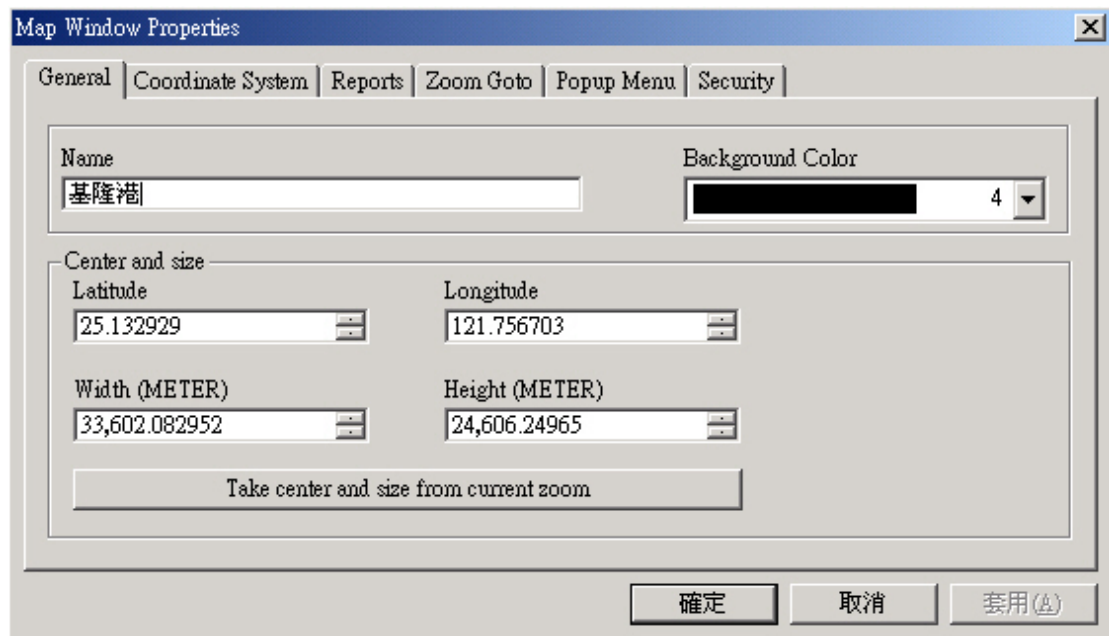 Map Window Properties
General Coordinate System Reports Zoom Goto Popup Menu Security
Name Background Color
基隆港 4
Center and size
Latitude Longitude
25.132929 121.756703
Width (METER) Height (METER)
33,602.082952 24,606.24965
Take center and size from current zoom
確定 取消 套用(A)